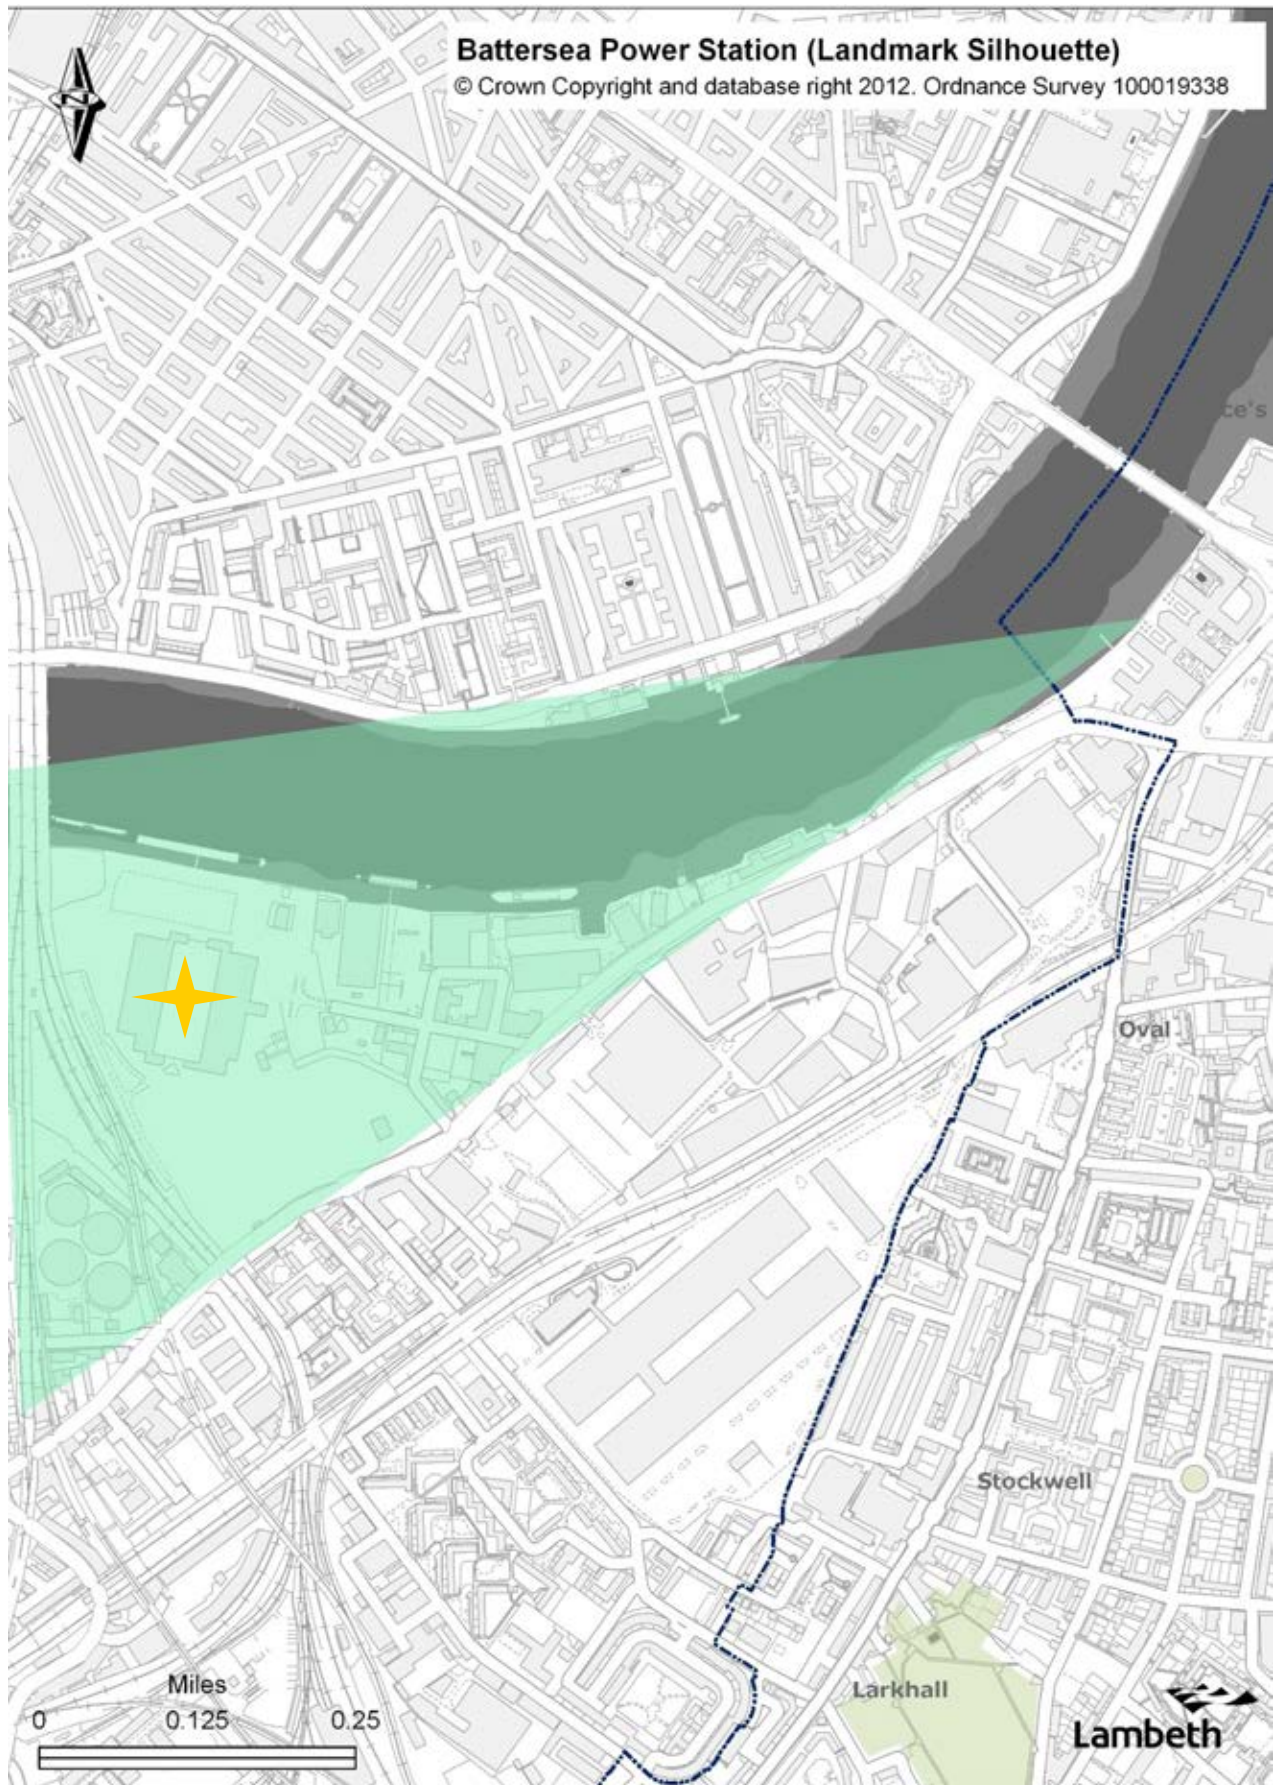 Battersea Power Station (Landmark Silhouette)
© Crown Copyright and database right 2012. Ordnance Survey 100019338
ce's
Oval
Stockwell
Larkhall
Miles
0 0.125 0.25
Lambeth